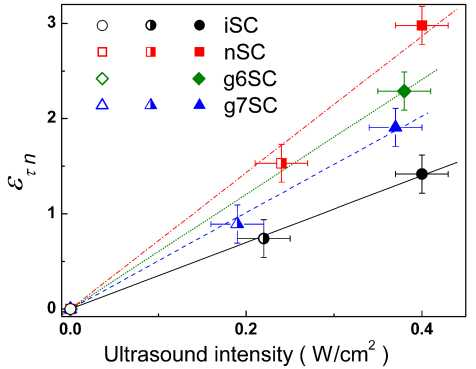 3
2
1
0
ε τ n
iSC
nSC
g6SC
g7SC
0.0
0.2
0.4
Ultrasound intensity ( W/cm² )